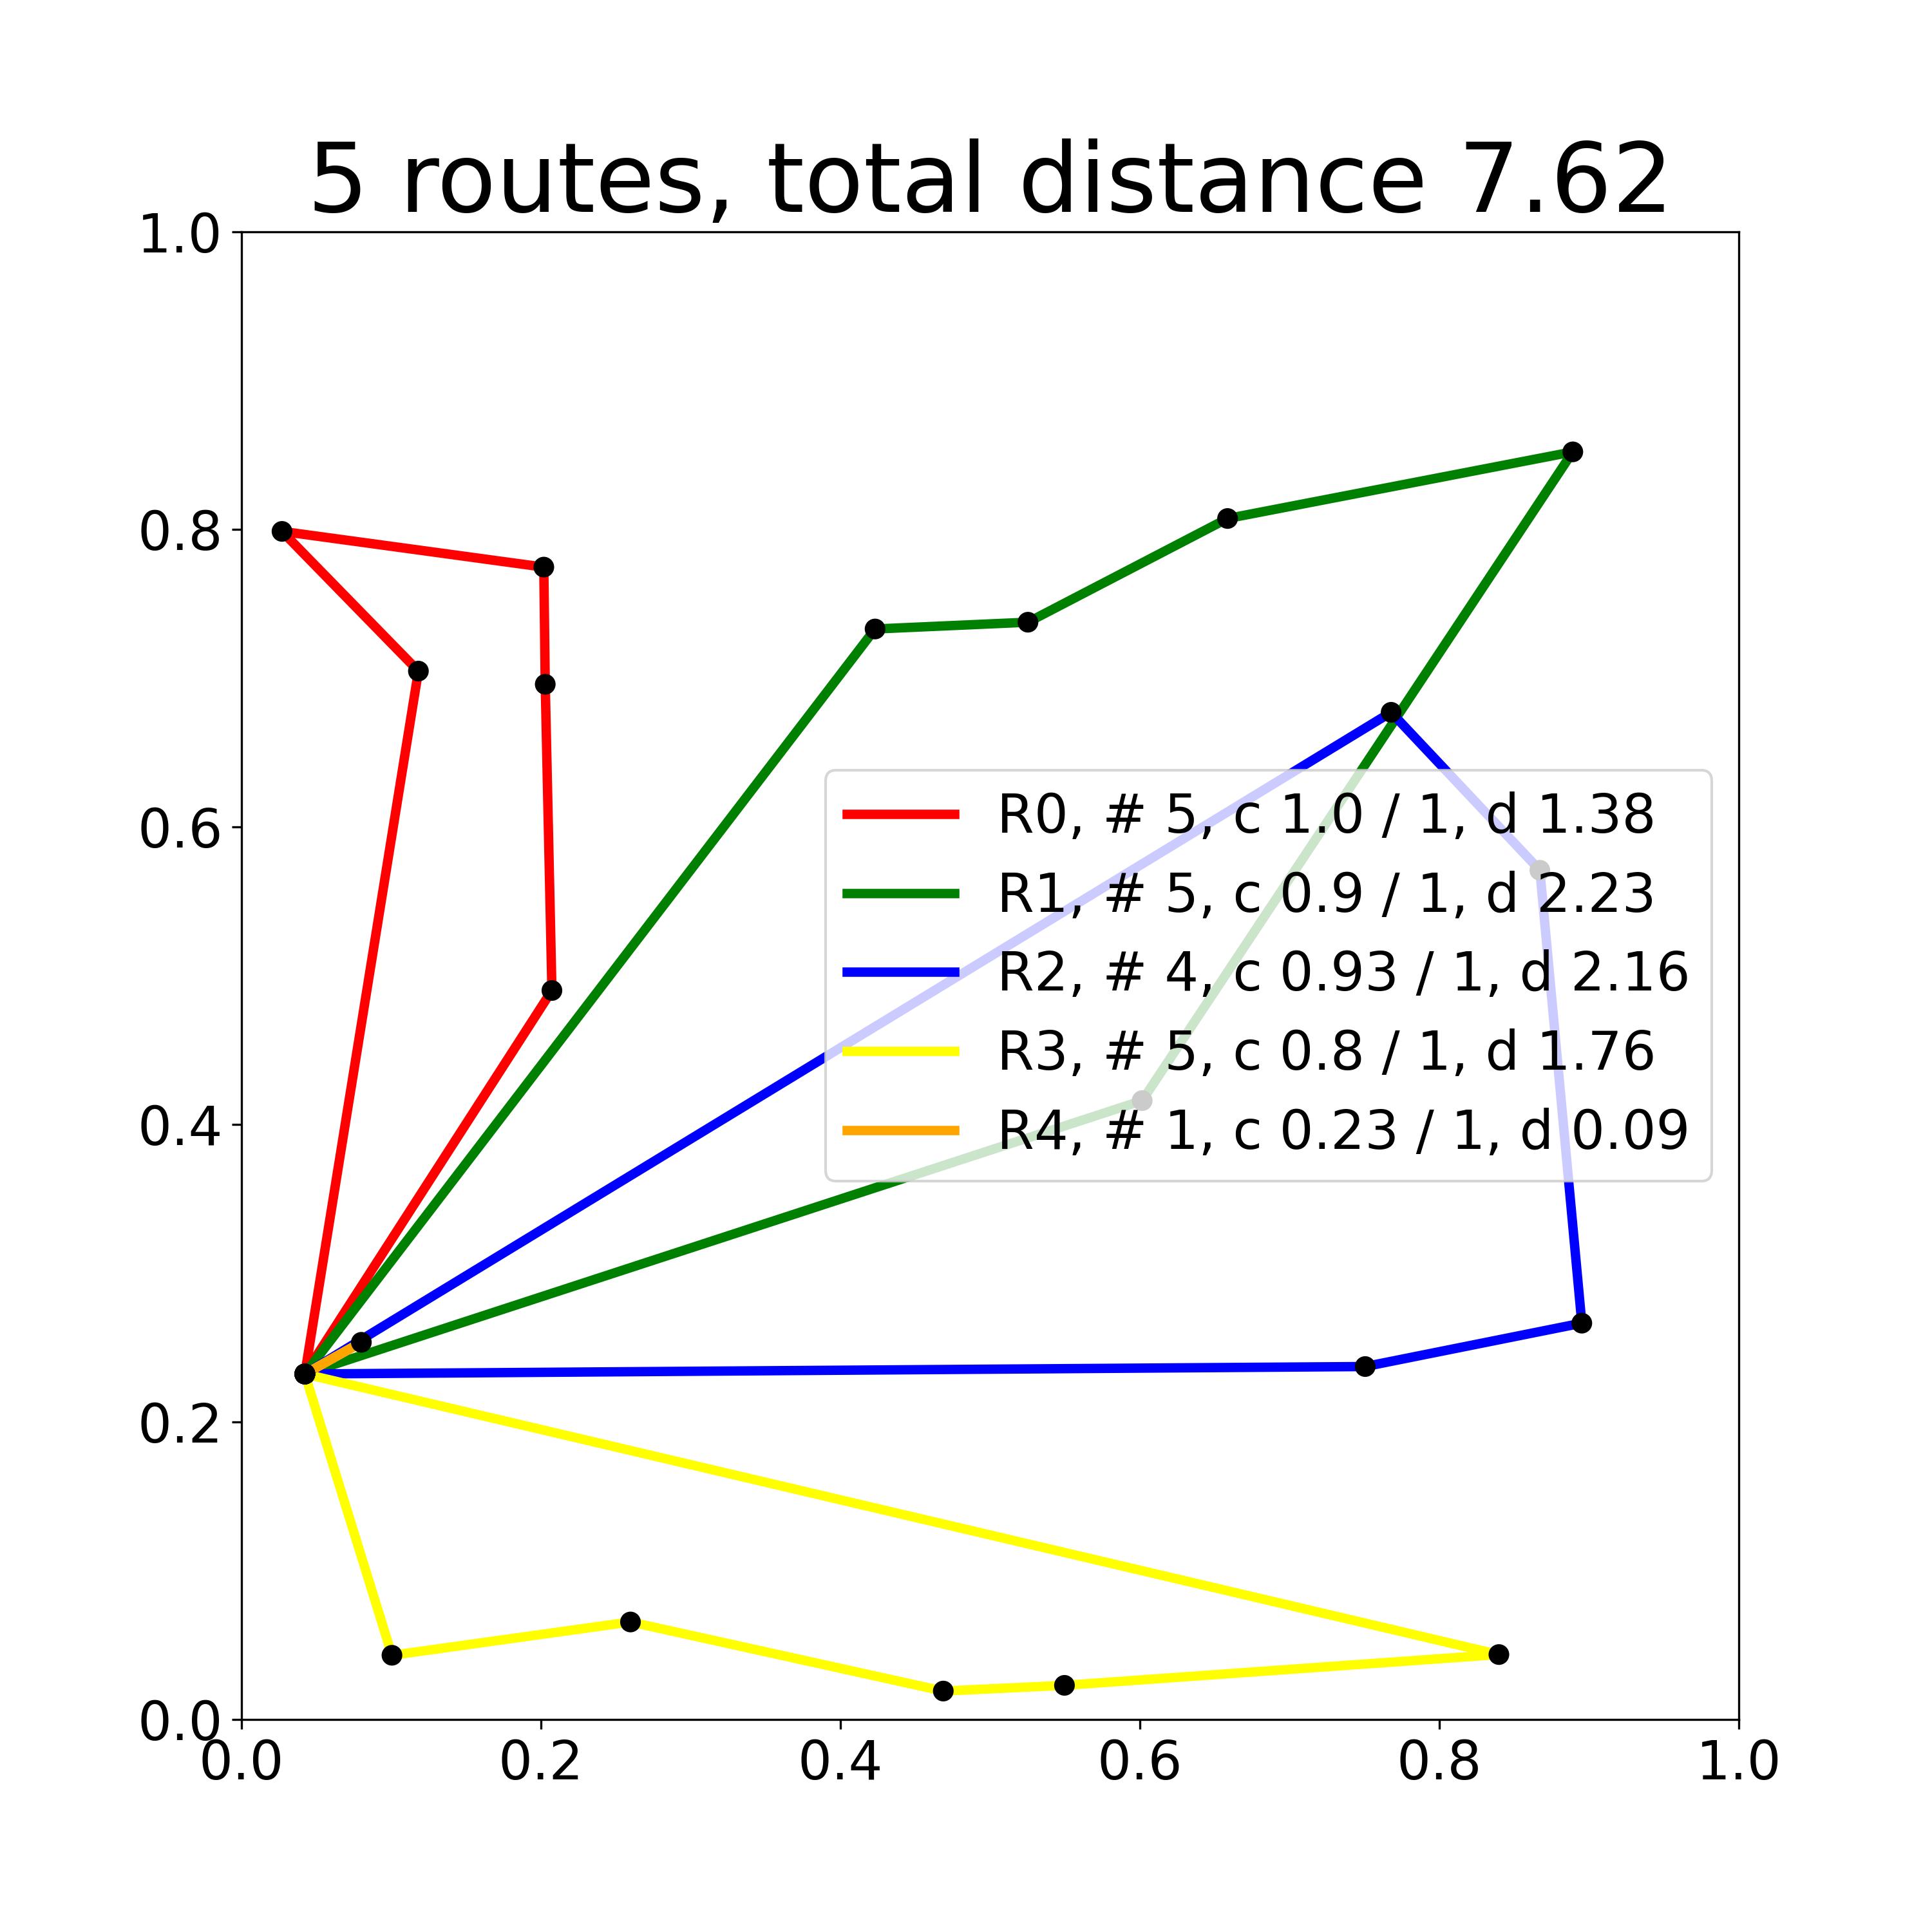 5 routes, total distance 7.62
1.0
0.8
0.6
0.4
0.2
0.0
R0, # 5, c 1.0 / 1, d 1.38
R1, # 5, c 0.9 / 1, d 2.23
R2, # 4, c 0.93 / 1, d 2.16
R3, # 5, c 0.8 / 1, d 1.76
R4, # 1, c 0.23 / 1, d 0.09
0.0 0.2 0.4 0.6 0.8 1.0